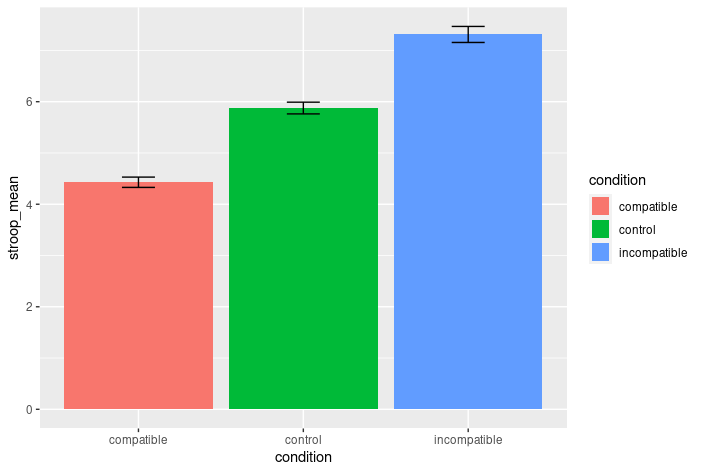 stroop_mean
6
4
2
0
compatible control incompatible
condition
condition
compatible
control
incompatible